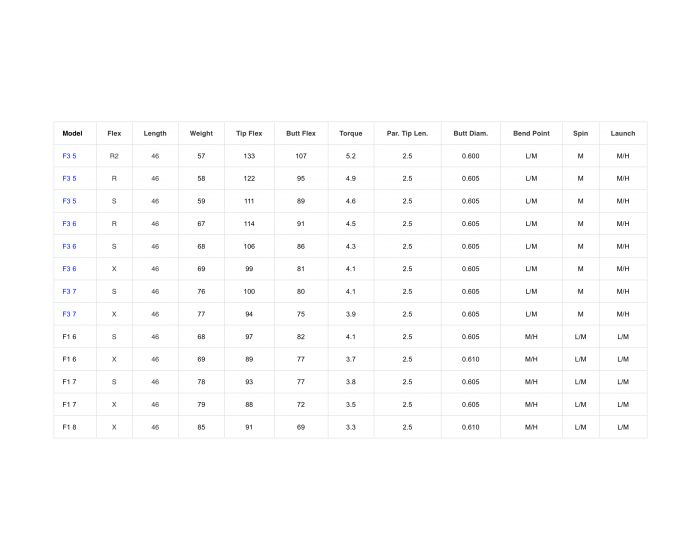 Model Flex Length Weight Tip Flex Butt Flex Torque Par. Tip Len. Butt Diam. Bend Point Spin Launch
F3 5 R2 46 57 133 107 5.2 2.5 0.600 L/M M M/H
F3 5 R 46 58 122 95 4.9 2.5 0.605 L/M M M/H
F3 5 S 46 59 111 89 4.6 2.5 0.605 L/M M M/H
F3 6 R 46 67 114 91 4.5 2.5 0.605 L/M M M/H
F3 6 S 46 68 106 86 4.3 2.5 0.605 L/M M M/H
F3 6 X 46 69 99 81 4.1 2.5 0.605 L/M M M/H
F3 7 S 46 76 100 80 4.1 2.5 0.605 L/M M M/H
F3 7 X 46 77 94 75 3.9 2.5 0.605 L/M M M/H
F1 6 S 46 68 97 82 4.1 2.5 0.605 M/H L/M L/M
F1 6 X 46 69 89 77 3.7 2.5 0.610 M/H L/M L/M
F1 7 S 46 78 93 77 3.8 2.5 0.605 M/H L/M L/M
F1 7 X 46 79 88 72 3.5 2.5 0.605 M/H L/M L/M
F1 8 X 46 85 91 69 3.3 2.5 0.610 M/H L/M L/M